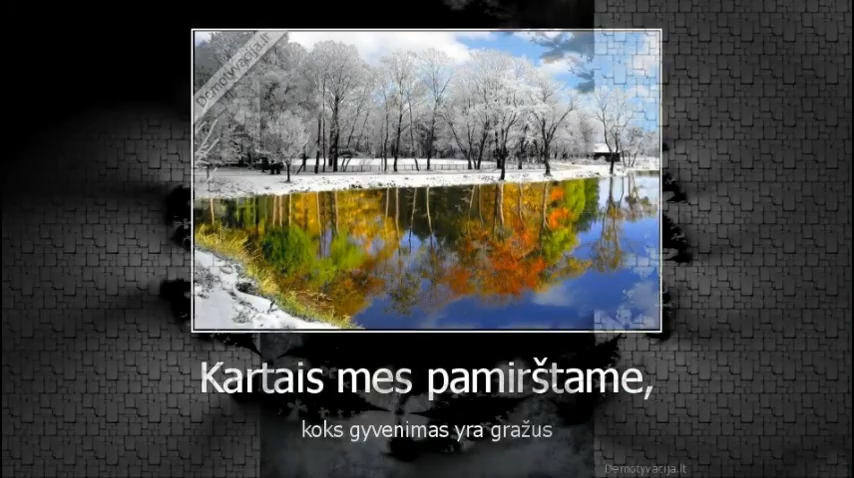 Demotyvacija.lt
Kartais mes pamirštame,
koks gyvenimas yra gražus
Demotyvacija.lt